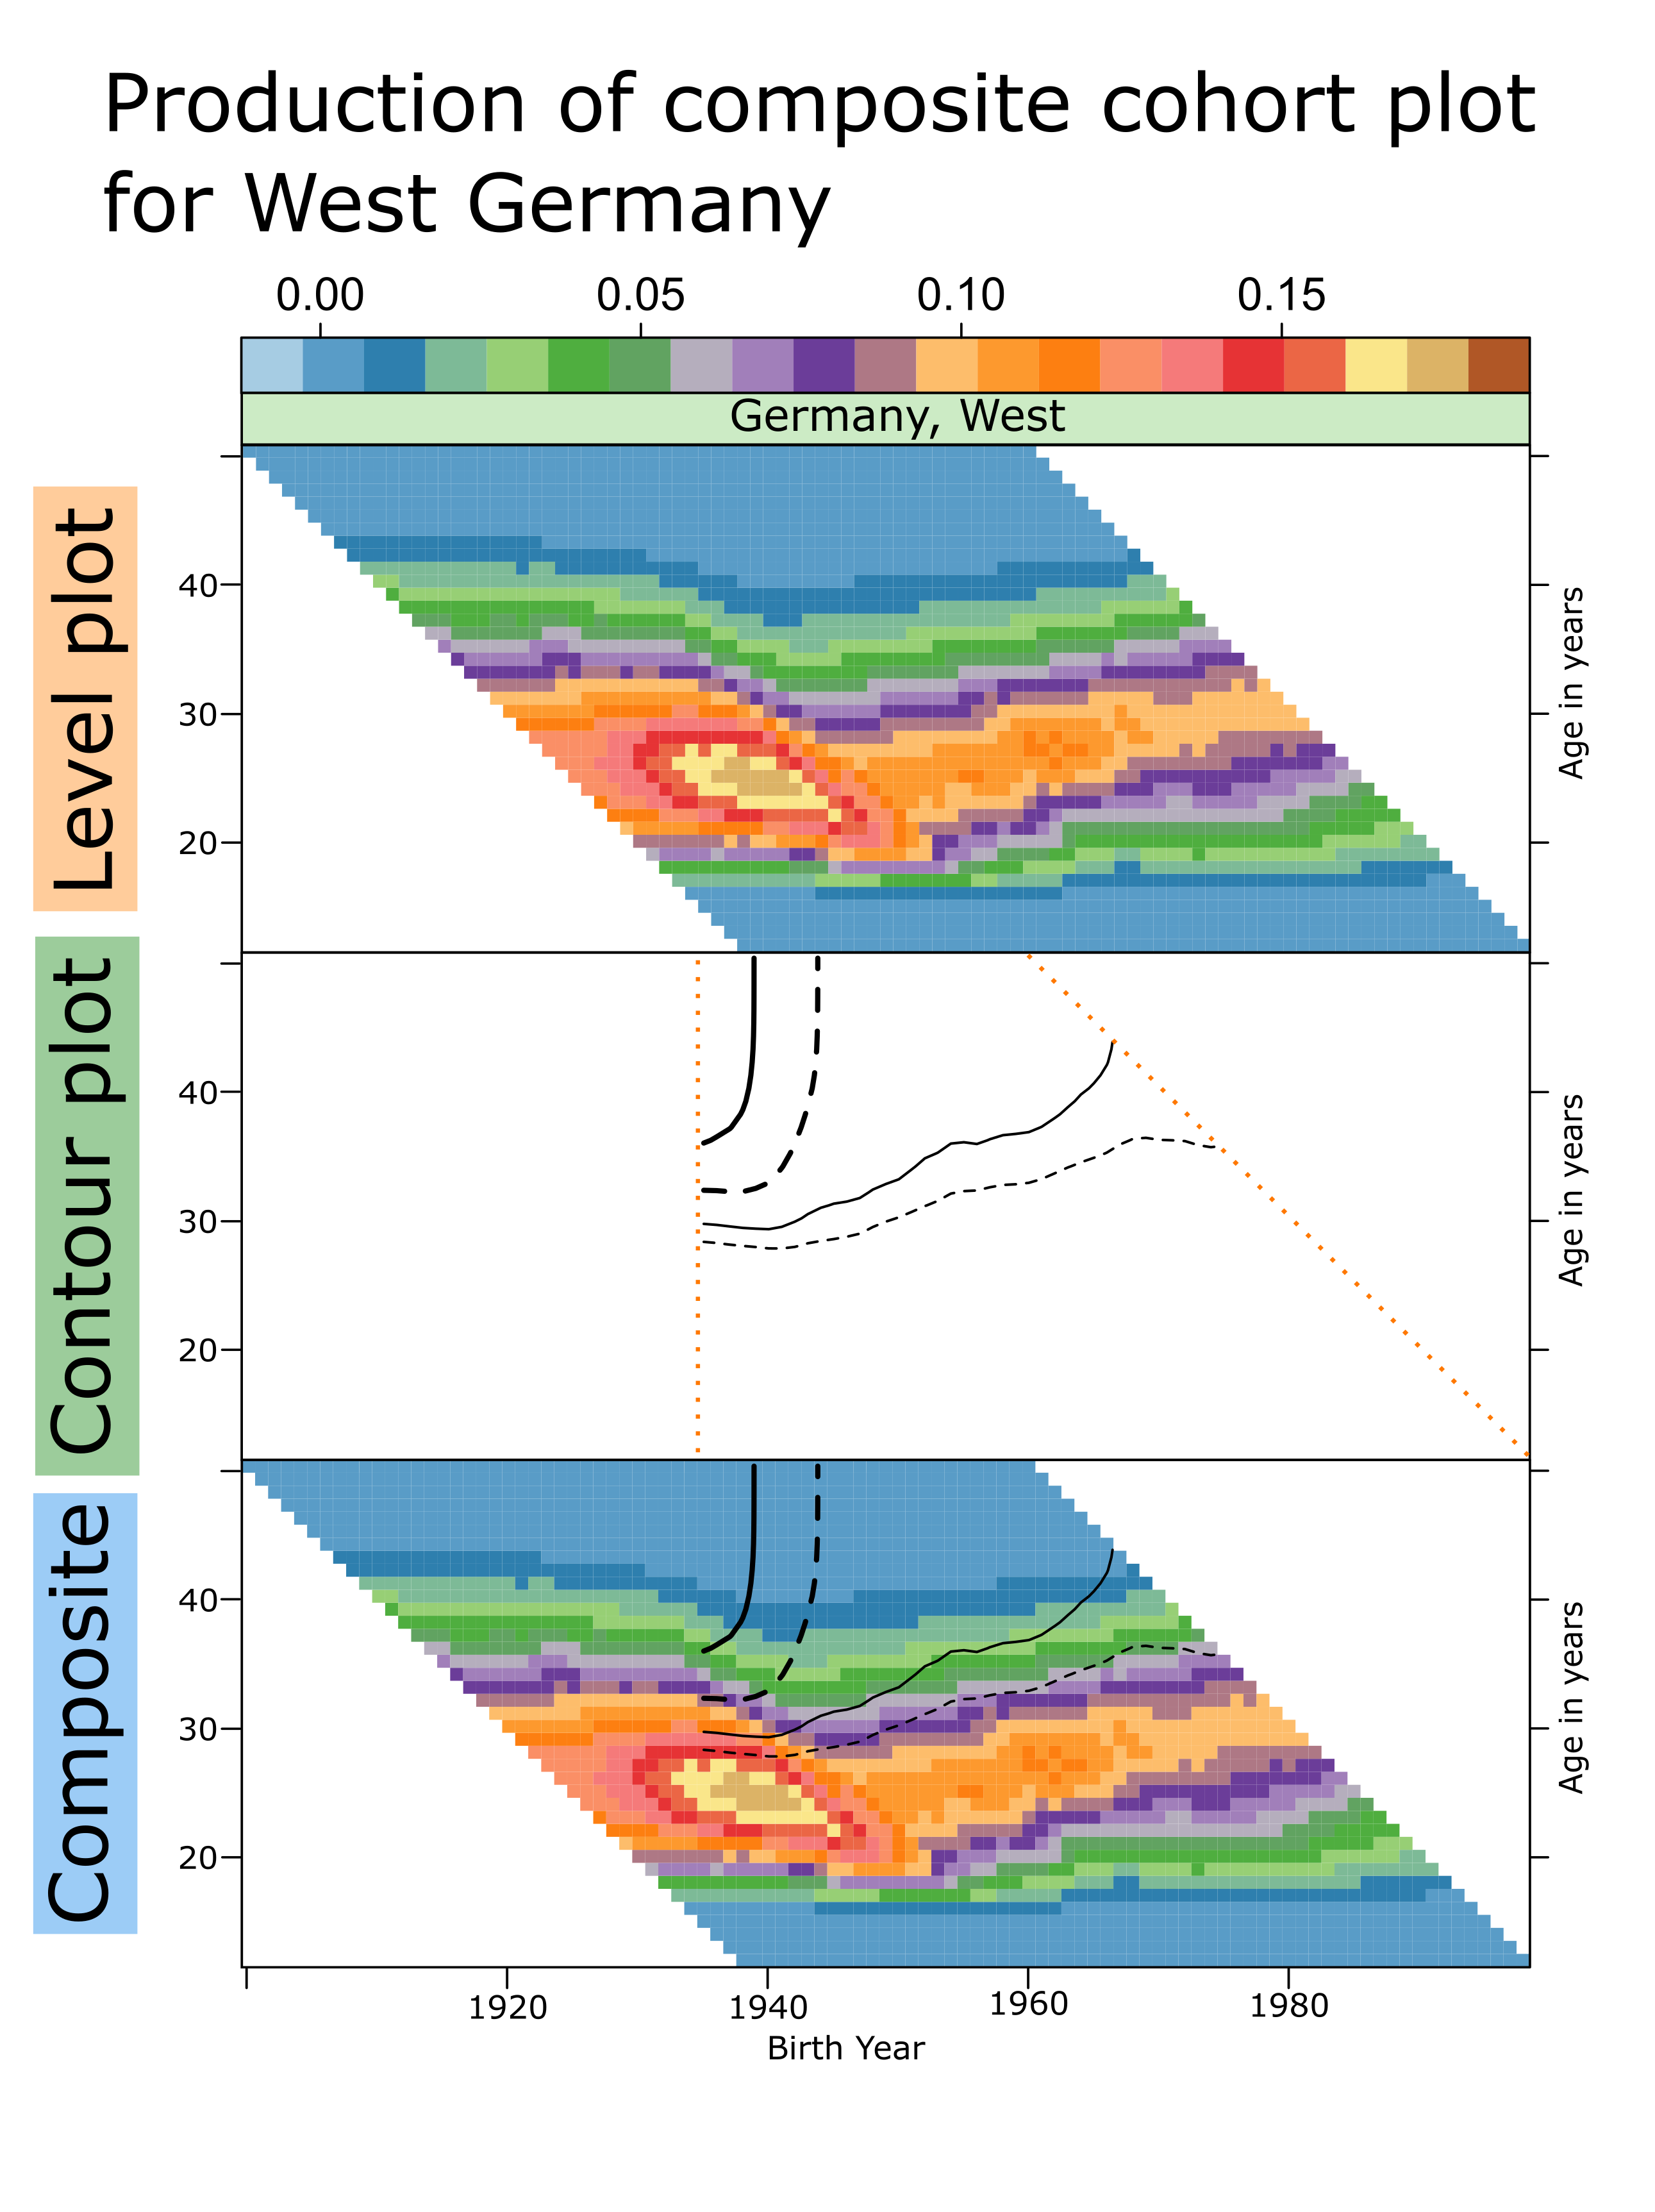 Production of composite cohort plot
for West Germany
0.00 0.05 0.10 0.15
Germany, West
Level plot
40
30
20
Age in years
Contour plot
40
30
20
Age in years
Composite
40
30
20
Age in years
1920 1940 1960 1980
Birth Year